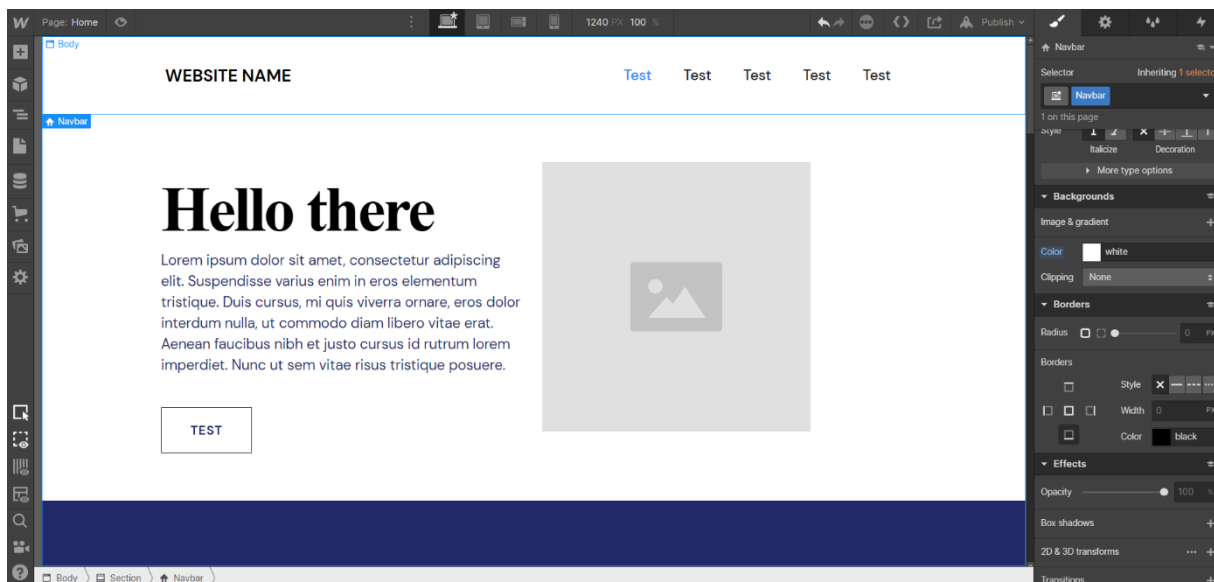 Page: Home
1240 PX 100 %
Publish
Body
WEBSITE NAME
Test Test Test Test Test
Navbar
Hello there
Lorem ipsum dolor sit amet, consectetur adipiscing
elit. Suspendisse varius enim in eros elementum
tristique. Duis cursus, mi quis viverra ornare, eros dolor
interdum nulla, ut commodo diam libero vitae erat.
Aenean faucibus nibh et justo cursus id rutrum lorem
imperdiet. Nunc ut sem vitae risus tristique posuere.
TEST
Body Section Navbar
Navbar
Selector Inheriting 1 selecto
Navbar
1 on this page
Style
Italicize Decoration
More type options
Backgrounds
Image & gradient
Color white
Clipping None
Borders
Radius 0 PX
Borders
Style
Width 0 PX
Color black
Effects
Opacity 100 %
Box shadows
2D & 3D transforms
Transitions